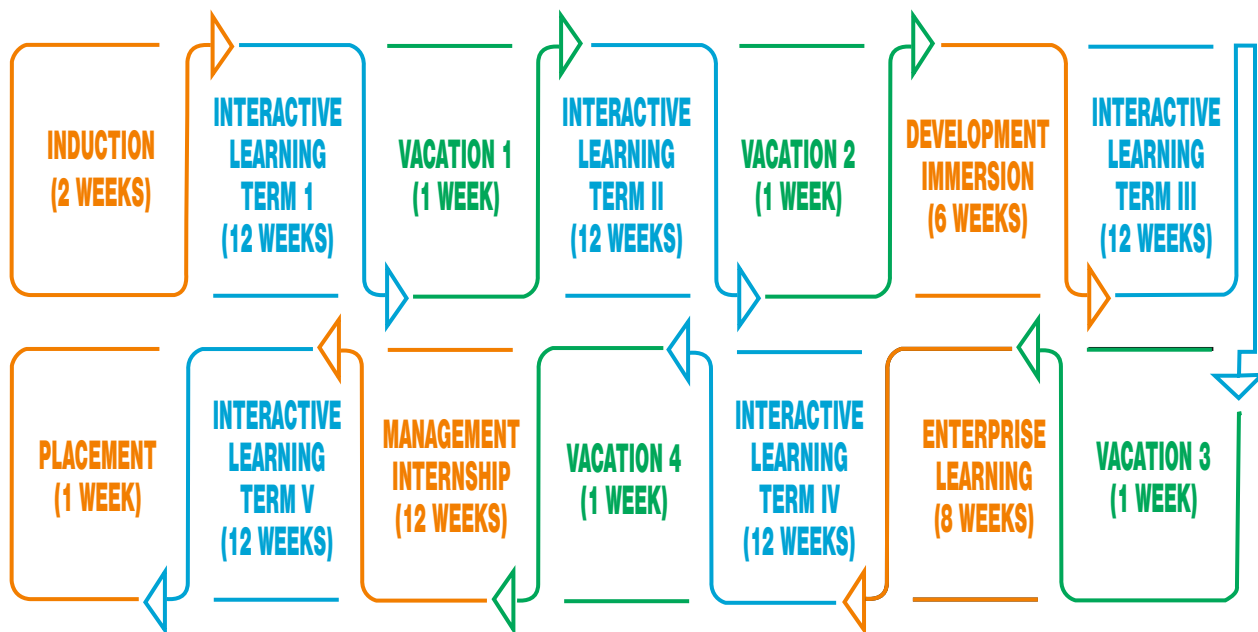 INDUCTION
(2 WEEKS)
INTERACTIVE
LEARNING
TERM 1
(12 WEEKS)
VACATION 1
(1 WEEK)
INTERACTIVE
LEARNING
TERM II
(12 WEEKS)
VACATION 2
(1 WEEK)
DEVELOPMENT
IMMERSION
(6 WEEKS)
INTERACTIVE
LEARNING
TERM III
(12 WEEKS)
PLACEMENT
(1 WEEK)
INTERACTIVE
LEARNING
TERM V
(12 WEEKS)
MANAGEMENT
INTERNSHIP
(12 WEEKS)
VACATION 4
(1 WEEK)
INTERACTIVE
LEARNING
TERM IV
(12 WEEKS)
ENTERPRISE
LEARNING
(8 WEEKS)
VACATION 3
(1 WEEK)